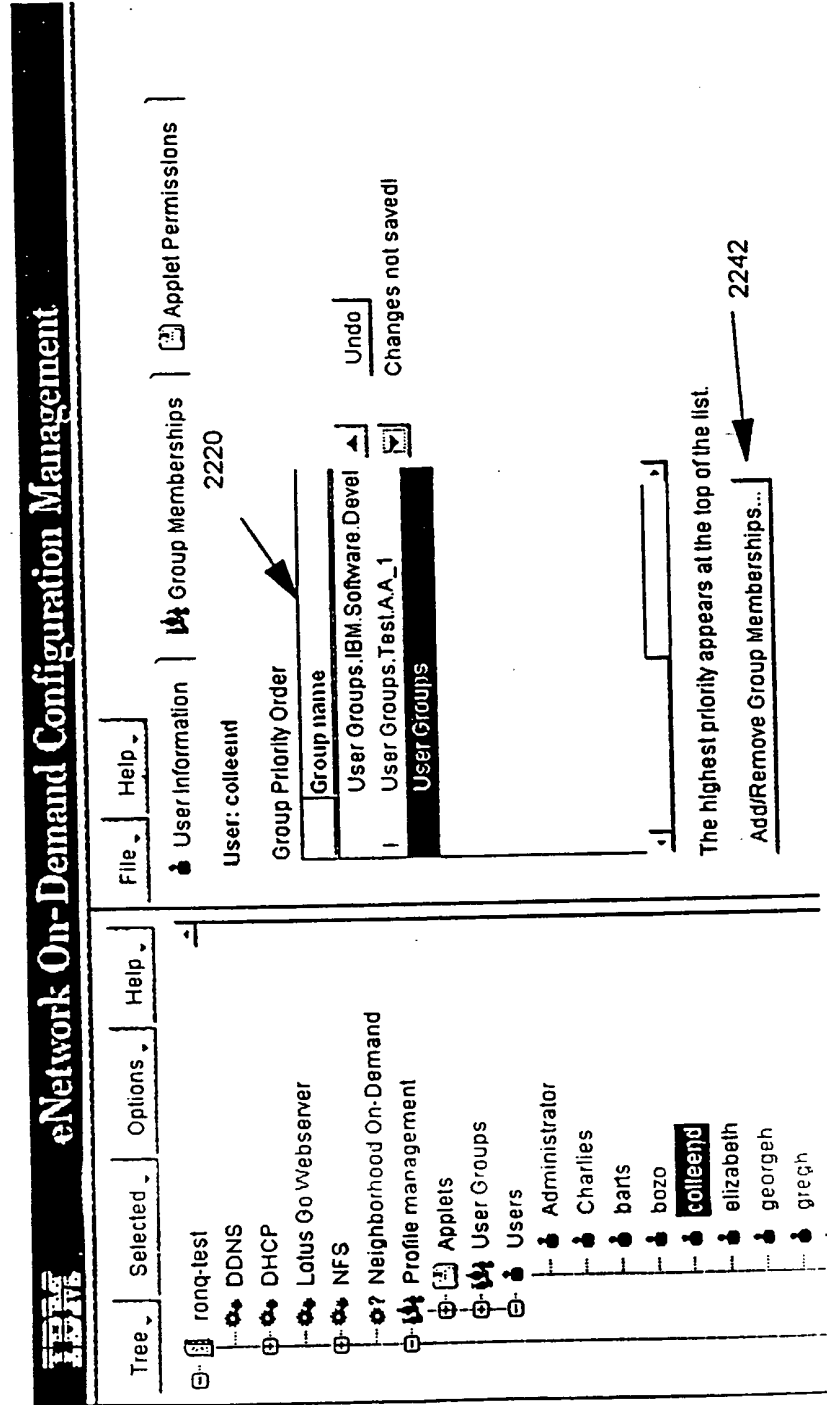 IBM eNetwork On-Demand Configuration Management
Tree Selected Options Help
ronq-test
DDNS
DHCP
Lotus Go Webserver
NFS
? Neighborhood On-Demand
Profile management
Applets
User Groups
Users
Administrator
Charlies
barts
bozo
colleend
elizabeth
georgeh
gregh
File Help
User Information Group Memberships Applet Permissions
User: colleend
2220
Group Priority Order
Group name
User Groups.IBM.Software.Devel
User Groups.Test.A.A_1
User Groups
Undo
Changes not saved!
The highest priority appears at the top of the list.
Add/Remove Group Memberships...
2242